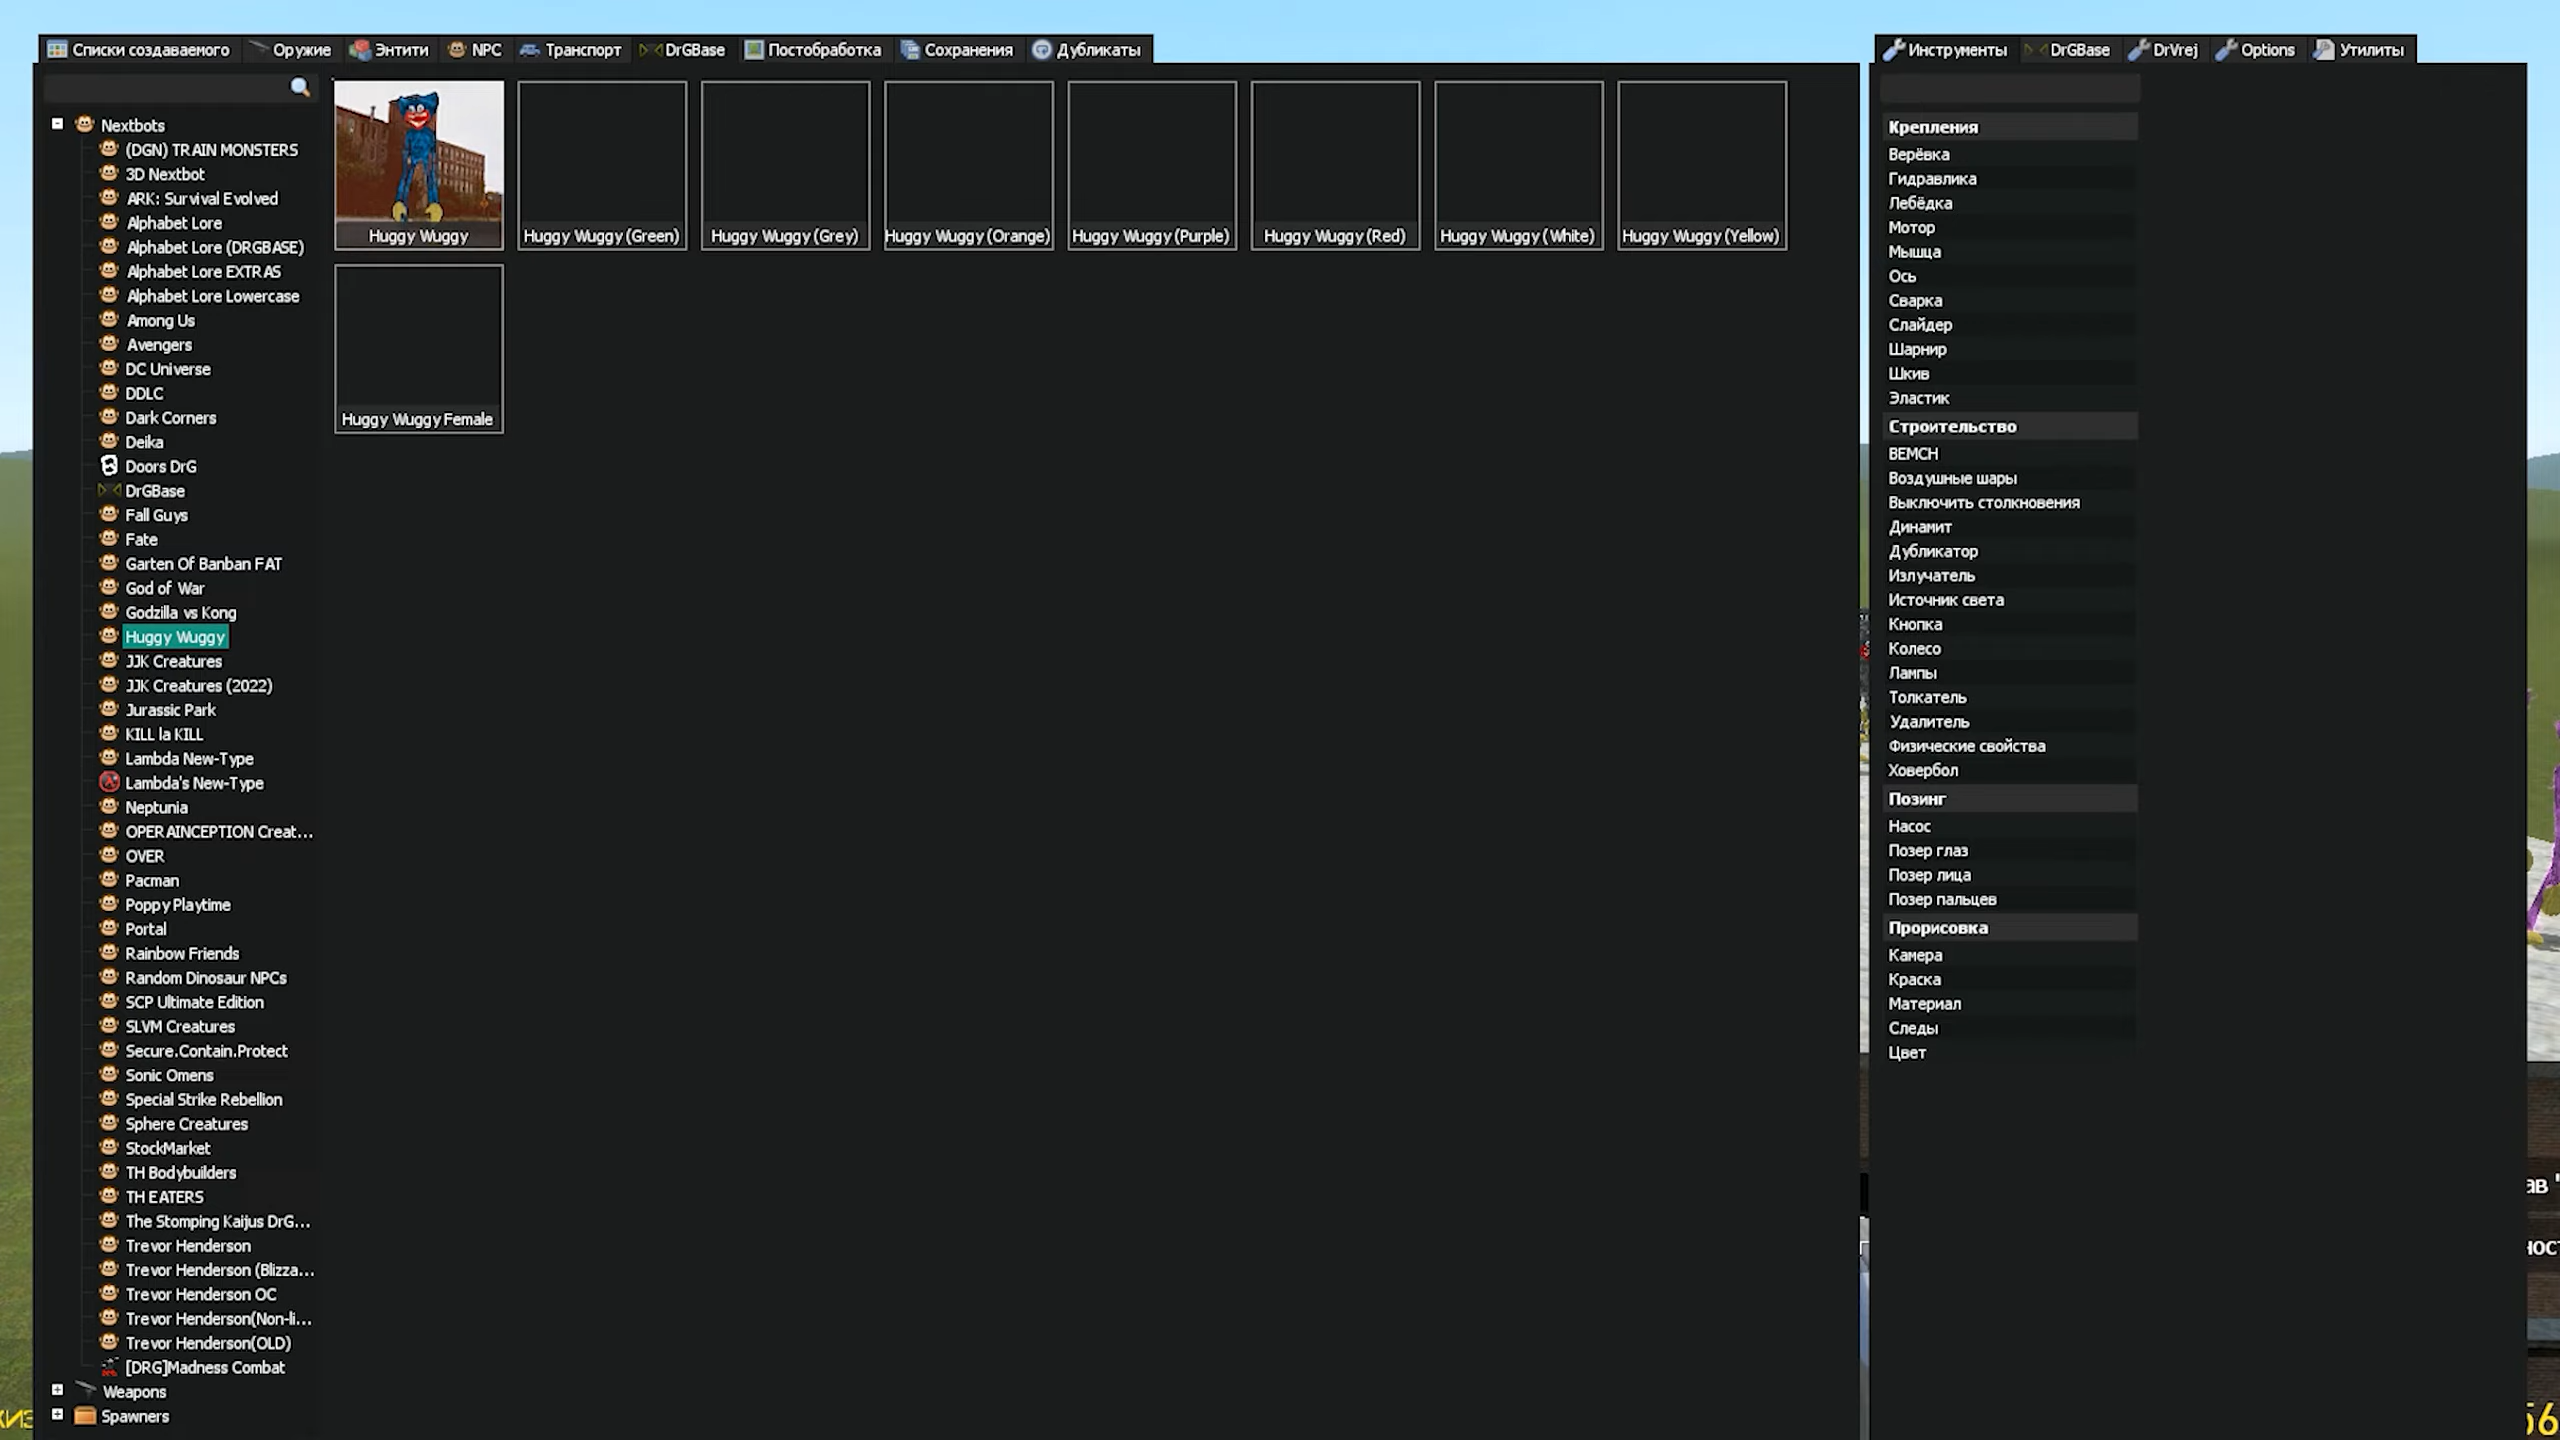 Списки создаваемого Оружие Энтити NPC Транспорт DrGBase Постобработка Сохранения Дубликаты
Nextbots
(DGN) TRAIN MONSTERS
3D Nextbot
ARK: Survival Evolved
Alphabet Lore
Alphabet Lore (DRGBASE)
Alphabet Lore EXTRAS
Alphabet Lore Lowercase
Among Us
Avengers
DC Universe
DDLC
Dark Corners
Deika
Doors DrG
DrGBase
Fall Guys
Fate
Garten Of Banban FAT
God of War
Godzilla vs Kong
Huggy Wuggy
JJK Creatures
JJK Creatures (2022)
Jurassic Park
KILL la KILL
Lambda New-Type
Lambda's New-Type
Neptunia
OPERAINCEPTION Creat...
OVER
Pacman
Poppy Playtime
Portal
Rainbow Friends
Random Dinosaur NPCs
SCP Ultimate Edition
SLVM Creatures
Secure.Contain.Protect
Sonic Omens
Special Strike Rebellion
Sphere Creatures
StockMarket
TH Bodybuilders
TH EATERS
The Stomping Kaijus DrG...
Trevor Henderson
Trevor Henderson (Blizza...
Trevor Henderson OC
Trevor Henderson(Non-li...
Trevor Henderson(OLD)
[DRG]Madness Combat
Weapons
Spawners
Huggy Wuggy
Huggy Wuggy (Green)
Huggy Wuggy (Grey)
Huggy Wuggy (Orange)
Huggy Wuggy (Purple)
Huggy Wuggy (Red)
Huggy Wuggy (White)
Huggy Wuggy (Yellow)
Huggy Wuggy Female
Инструменты DrGBase DrVrej Options Утилиты
Крепления
Верёвка
Гидравлика
Лебёдка
Мотор
Мышца
Ось
Сварка
Слайдер
Шарнир
Шкив
Эластик
Строительство
ВЕМСН
Воздушные шары
Выключить столкновения
Динамит
Дубликатор
Излучатель
Источник света
Кнопка
Колесо
Лампы
Толкатель
Удалитель
Физические свойства
Ховербол
Позинг
Насос
Позер глаз
Позер лица
Позер пальцев
Прорисовка
Камера
Краска
Материал
Следы
Цвет